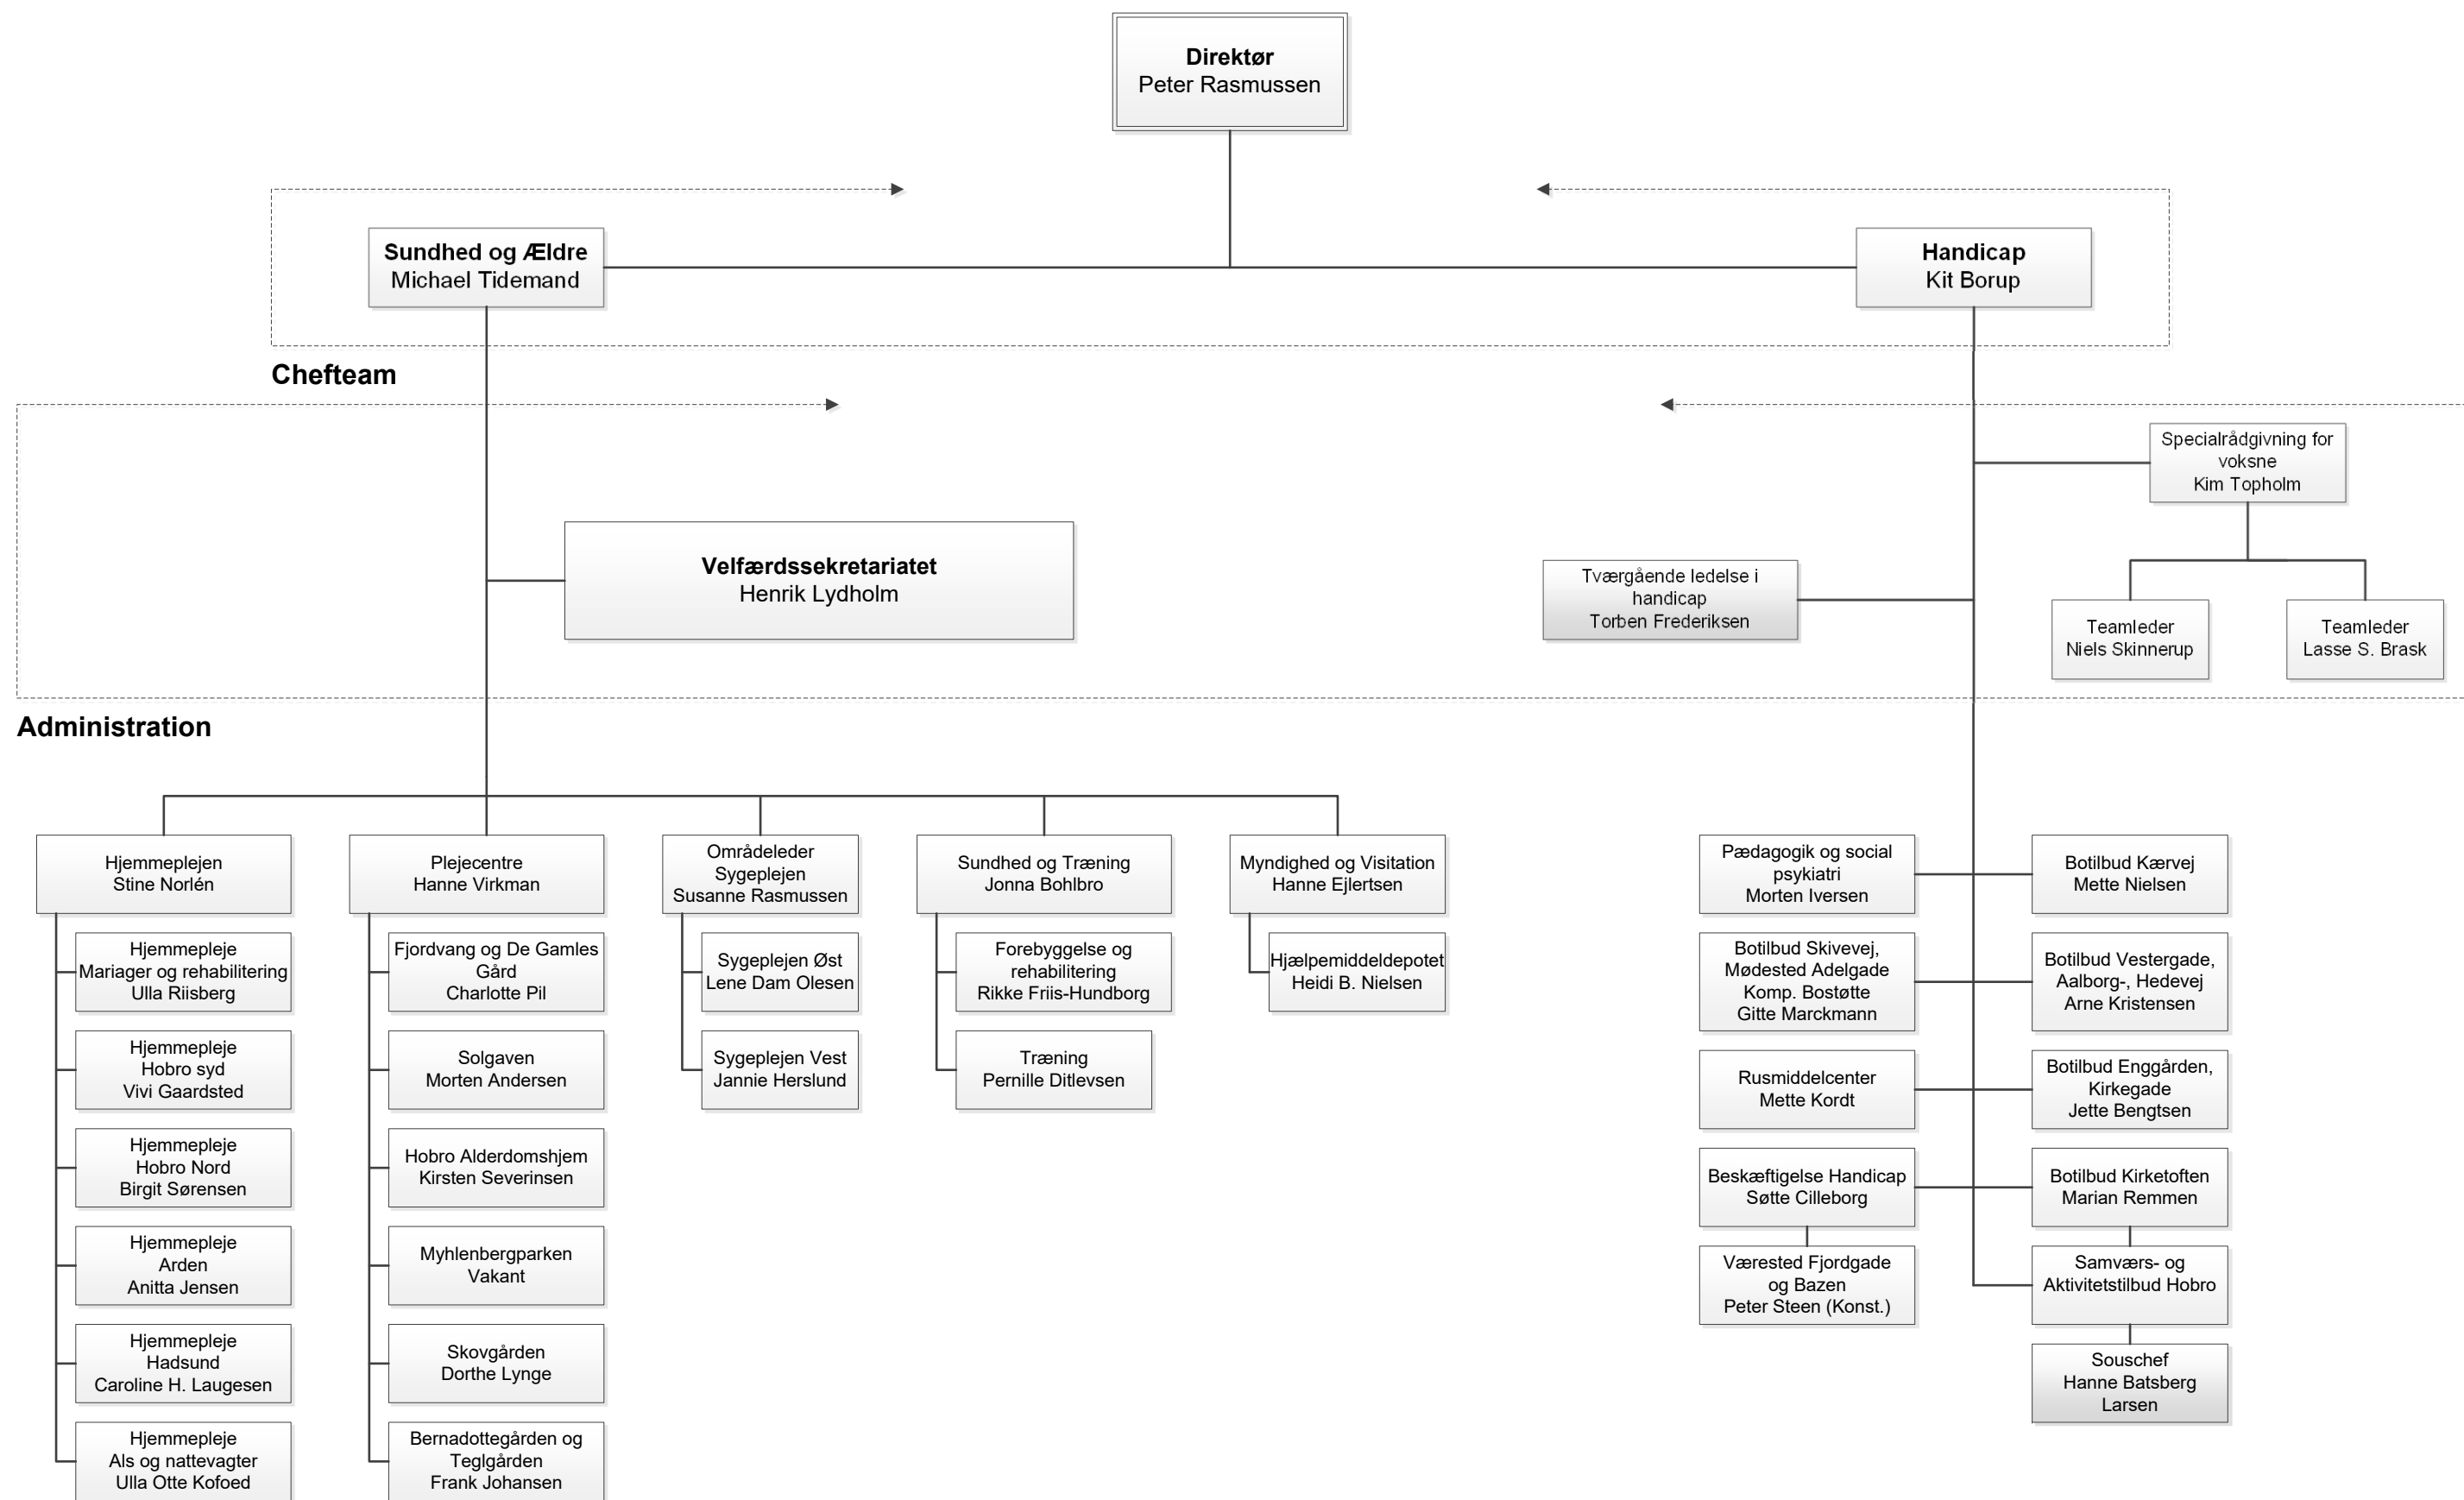 Direktør
Peter Rasmussen
Sundhed og Ældre
Michael Tidemand
Handicap
Kit Borup
Chefteam
Specialrådgivning for
voksne
Kim Topholm
Velfærdssekretariatet
Henrik Lydholm
Tværgående ledelse i
handicap
Torben Frederiksen
Teamleder
Niels Skinnerup
Teamleder
Lasse S. Brask
Administration
Hjemmeplejen
Stine Norlén
Hjemmepleje
Mariager og rehabilitering
Ulla Riisberg
Hjemmepleje
Hobro syd
Vivi Gaardsted
Hjemmepleje
Hobro Nord
Birgit Sørensen
Hjemmepleje
Arden
Anitta Jensen
Hjemmepleje
Hadsund
Caroline H. Laugesen
Hjemmepleje
Als og nattevagter
Ulla Otte Kofoed
Plejecentre
Hanne Virkman
Fjordvang og De Gamles
Gård
Charlotte Pil
Solgaven
Morten Andersen
Hobro Alderdomshjem
Kirsten Severinsen
Myhlenbergparken
Vakant
Skovgården
Dorthe Lynge
Bernadottegården og
Teglgården
Frank Johansen
Områdeleder
Sygeplejen
Susanne Rasmussen
Sygeplejen Øst
Lene Dam Olesen
Sygeplejen Vest
Jannie Herslund
Sundhed og Træning
Jonna Bohlbro
Forebyggelse og
rehabilitering
Rikke Friis-Hundborg
Træning
Pernille Ditlevsen
Myndighed og Visitation
Hanne Ejlertsen
Hjælpemiddeldepotet
Heidi B. Nielsen
Pædagogik og social
psykiatri
Morten Iversen
Botilbud Skivevej,
Mødested Adelgade
Komp. Bostøtte
Gitte Marckmann
Rusmiddelcenter
Mette Kordt
Beskæftigelse Handicap
Søtte Cilleborg
Værested Fjordgade
og Bazen
Peter Steen (Konst.)
Botilbud Kærvej
Mette Nielsen
Botilbud Vestergade,
Aalborg-, Hedevej
Arne Kristensen
Botilbud Enggården,
Kirkegade
Jette Bengtsen
Botilbud Kirketoften
Marian Remmen
Samværs- og
Aktivitetstilbud Hobro
Souschef
Hanne Batsberg
Larsen